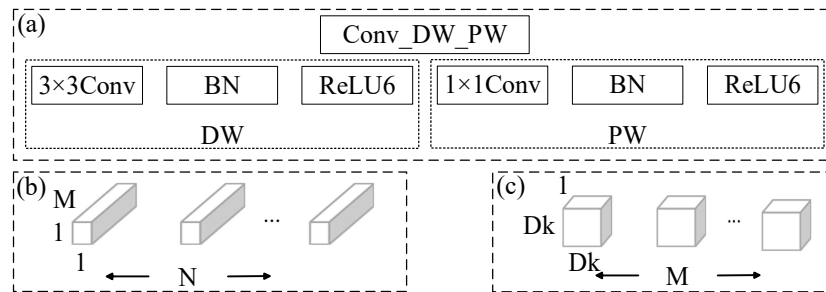 (a)
Conv_DW_PW
3×3Conv BN ReLU6 1×1Conv BN ReLU6
DW PW
(b) (c)
M 1
1 ... Dk ...
1 Dk
N M